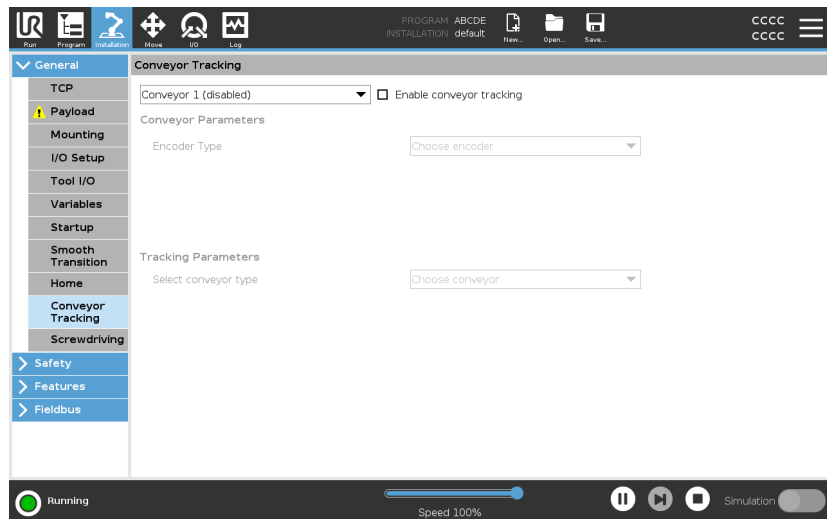 PROGRAM ABCDE
INSTALLATION default
CCCC
CCCC
Run Program Installation Move I/O Log New... Open... Save...
General
Conveyor Tracking
TCP
Payload
Mounting
I/O Setup
Tool I/O
Variables
Startup
Smooth
Transition
Home
Conveyor
Tracking
Screwdriving
Safety
Features
Fieldbus
Conveyor 1 (disabled)
Enable conveyor tracking
Conveyor Parameters
Encoder Type
Choose encoder
Tracking Parameters
Select conveyor type
Choose conveyor
Running
Speed 100%
Simulation